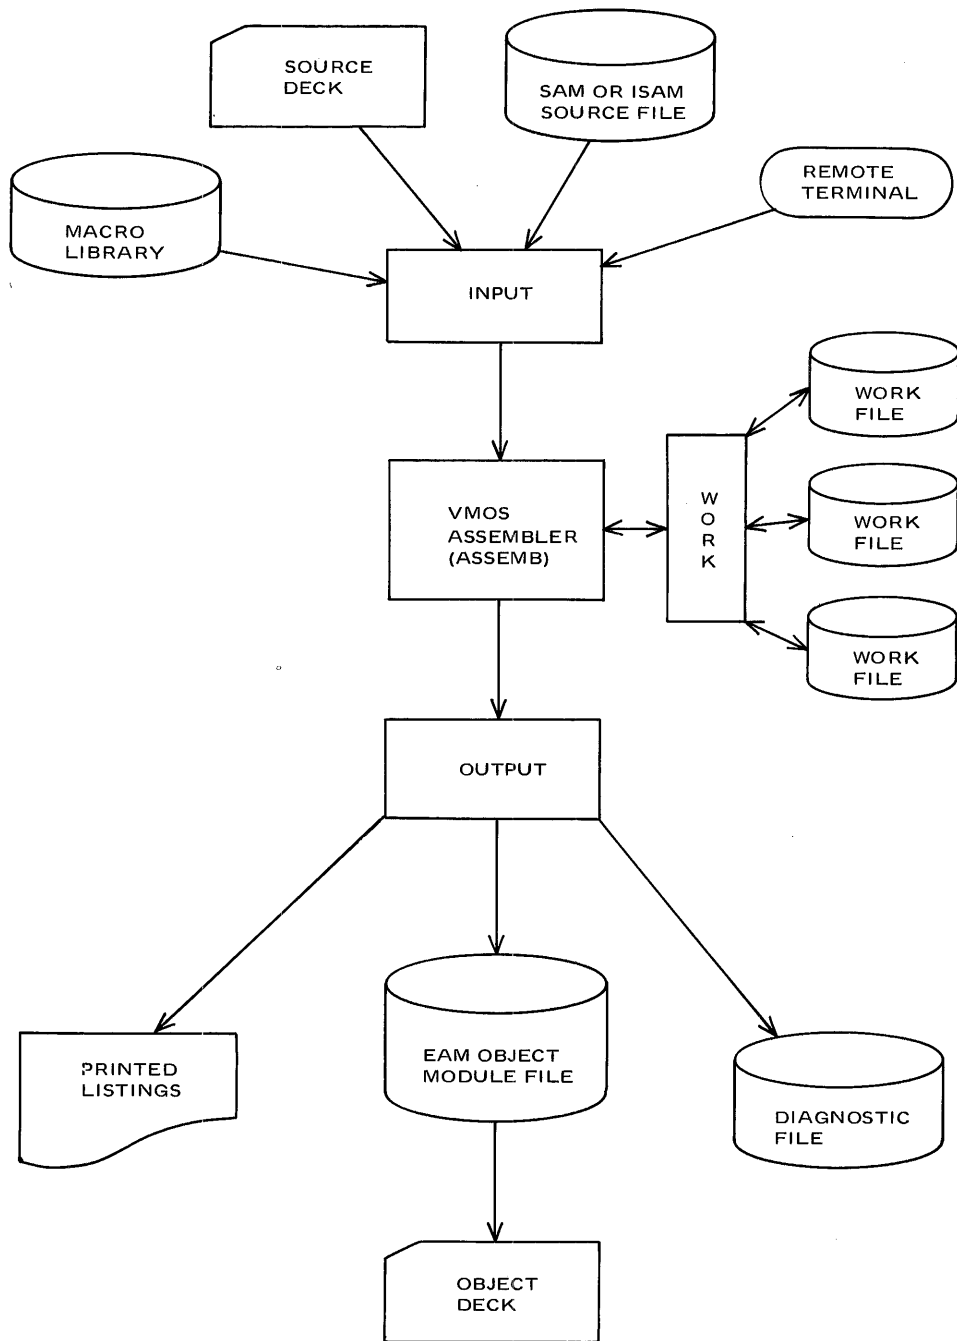 SOURCE
DECK
SAM OR ISAM
SOURCE FILE
REMOTE
TERMINAL
MACRO
LIBRARY
INPUT
WORK
FILE
VMOS
ASSEMBLER
(ASSEMB)
W
O
R
K
WORK
FILE
WORK
FILE
OUTPUT
PRINTED
LISTINGS
EAM OBJECT
MODULE FILE
DIAGNOSTIC
FILE
OBJECT
DECK